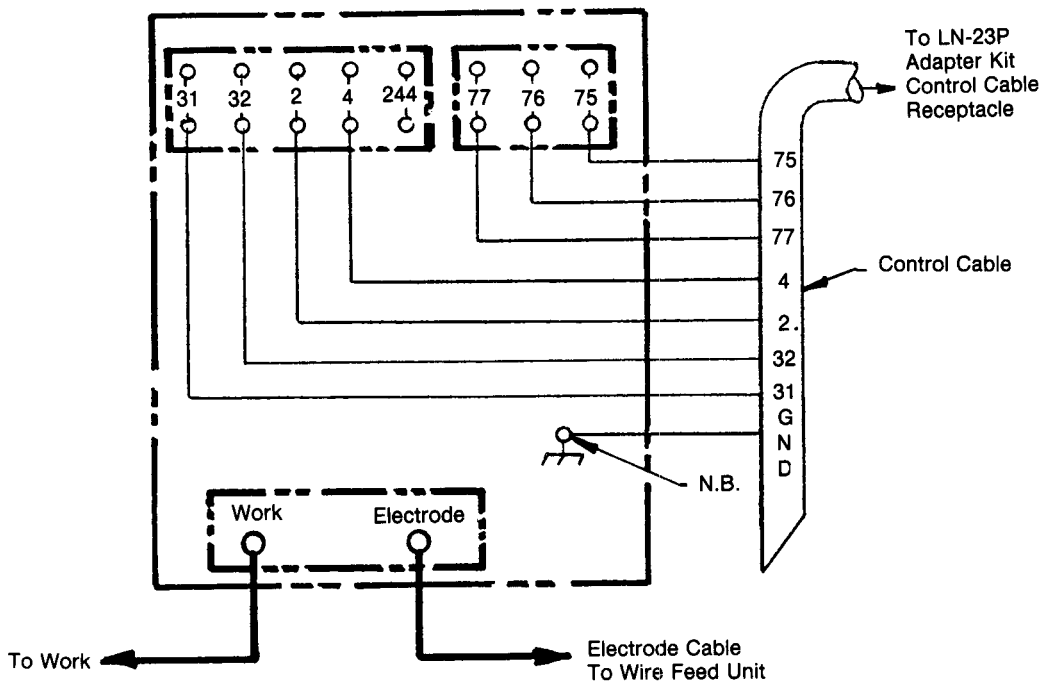 To LN-23P
Adapter Kit
Control Cable
Receptacle
31 32 2 4 244 77 76 75
75
76
77
4
Control Cable
2.
32
31
G
N
D
N.B.
Work Electrode
To Work
Electrode Cable
To Wire Feed Unit